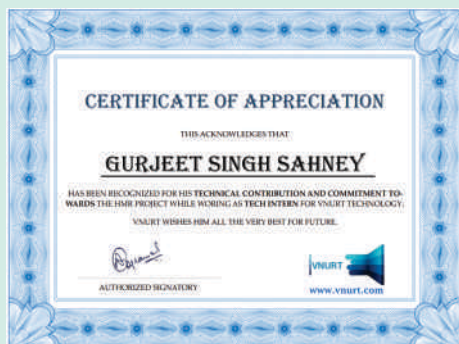 CERTIFICATE OF APPRECIATION
THIS ACKNOWLEDGES THAT
GURJEET SINGH SAHNEY
HAS BEEN RECOGNIZED FOR HIS TECHNICAL CONTRIBUTION AND COMMITMENT TO-
WARDS THE HMR PROJECT WHILE WORING AS TECH INTERN FOR VNURT TECHNOLOGY.
VNURT WISHES HIM ALL THE VERY BEST FOR FUTURE.
VNURT
AUTHORIZED SIGNATORY
www.vnurt.com